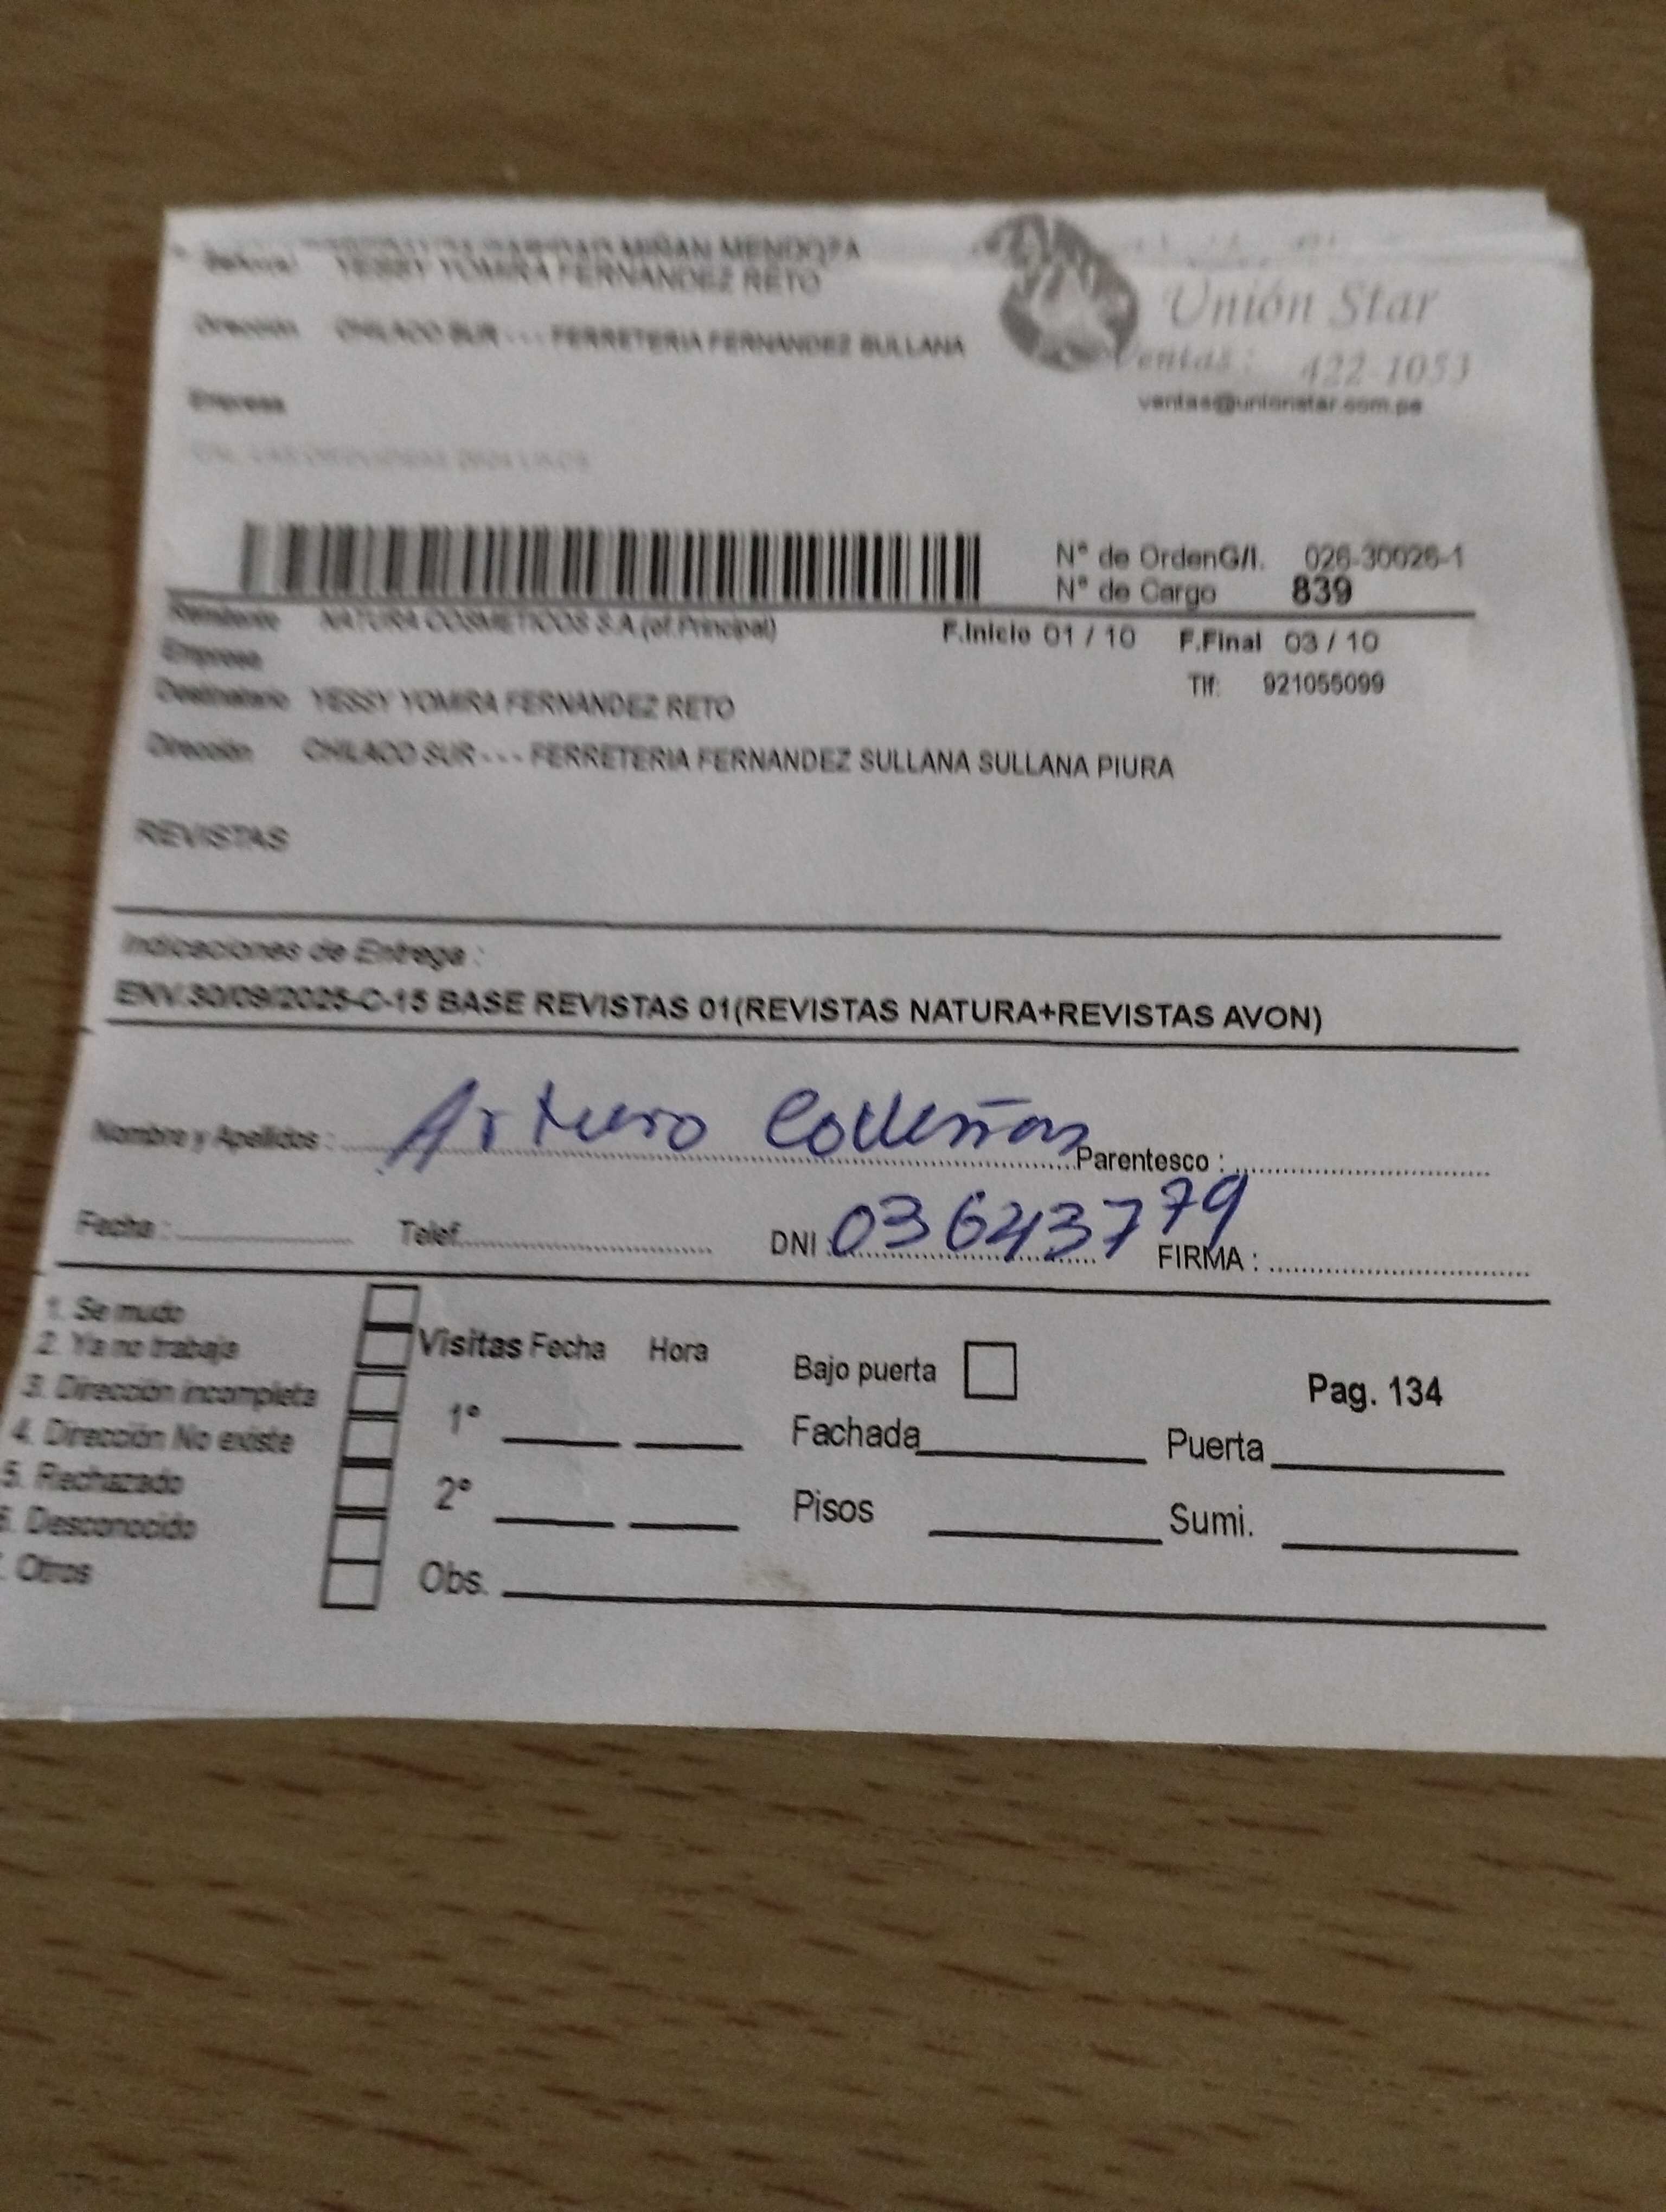 MIÑAN MENDOZA
Señora: YESSY YOMIRA FERNANDEZ RETO
Dirección CHILACO SUR - - - FERRETERIA FERNANDEZ SULLANA
Empresa
Unión Star
Ventas: 422-1053
ventas@unionstar.com.pe
N° de OrdenG/I. 026-30026-1
N° de Cargo 839
Remitente NATURA COSMETICOS S.A.(of.Principal) F.Inicio 01 / 10 F.Final 03 / 10
Empresa
Tlf: 921055099
Destinatario YESSY YOMIRA FERNANDEZ RETO
Dirección CHILACO SUR - - - FERRETERIA FERNANDEZ SULLANA SULLANA PIURA
REVISTAS
Indicaciones de Entrega :
ENV.30/09/2025-C-15 BASE REVISTAS 01(REVISTAS NATURA+REVISTAS AVON)
Nombre y Apellidos : Arturo Parentesco :
Fecha : Telef. DNI : 03643779 FIRMA :
1. Se mudo
2. Ya no trabaja
3. Dirección incompleta
4. Dirección No existe
5. Rechazado
6. Desconocido
. Otros
Visitas Fecha Hora
1°
2°
Obs.
Bajo puerta
Pag. 134
Fachada Puerta
Pisos Sumi.